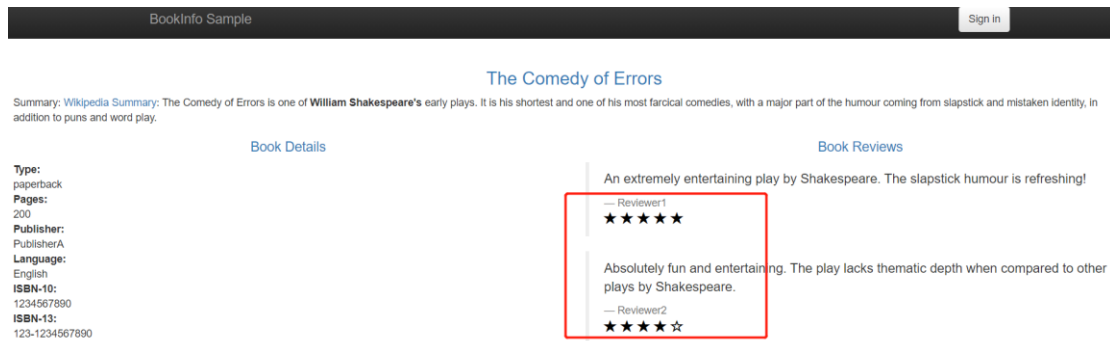 BookInfo Sample
Sign in
The Comedy of Errors
Summary: Wikipedia Summary: The Comedy of Errors is one of William Shakespeare's early plays. It is his shortest and one of his most farcical comedies, with a major part of the humour coming from slapstick and mistaken identity, in
addition to puns and word play.
Book Details
Type:
paperback
Pages:
200
Publisher:
PublisherA
Language:
English
ISBN-10:
1234567890
ISBN-13:
123-1234567890
Book Reviews
An extremely entertaining play by Shakespeare. The slapstick humour is refreshing!
— Reviewer1
★★★★★
Absolutely fun and entertaining. The play lacks thematic depth when compared to other
plays by Shakespeare.
— Reviewer2
★★★★☆